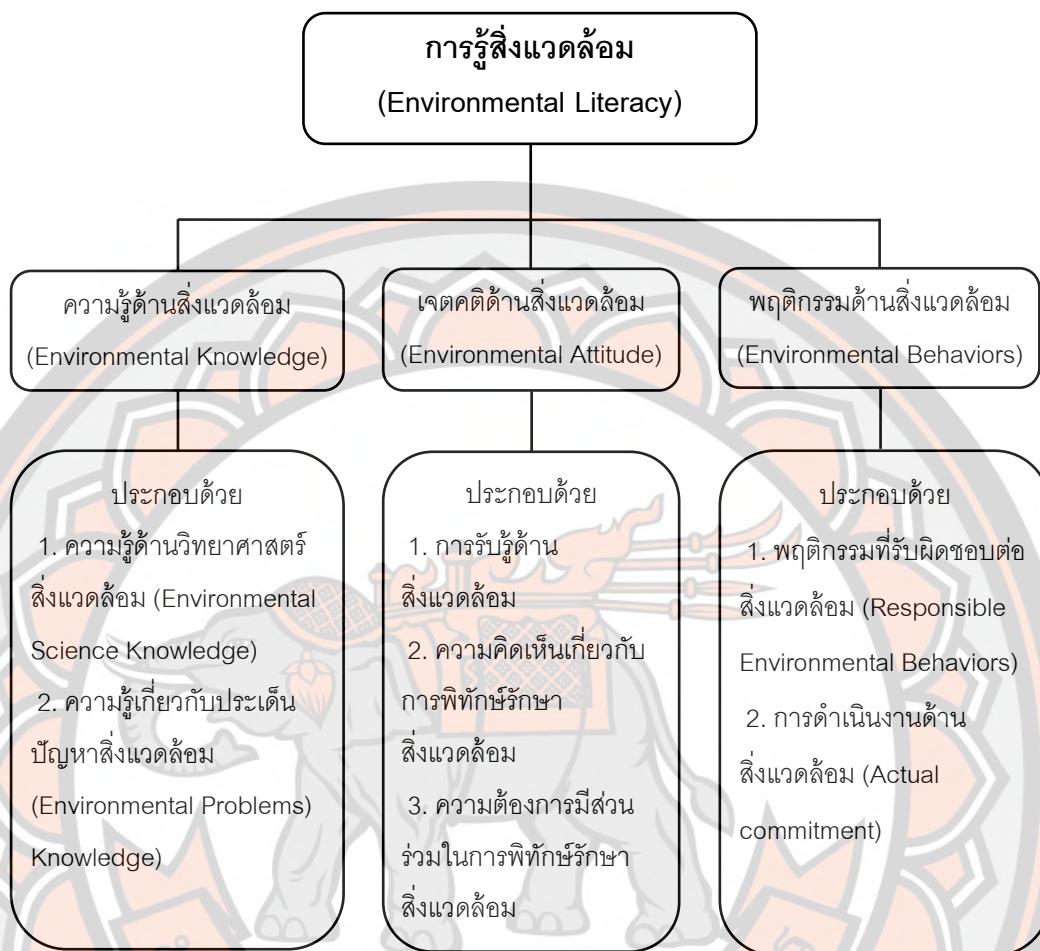 การรู้สิ่งแวดล้อม
(Environmental Literacy)
ความรู้ด้านสิ่งแวดล้อม
(Environmental Knowledge)
เจตคติด้านสิ่งแวดล้อม
(Environmental Attitude)
พฤติกรรมด้านสิ่งแวดล้อม
(Environmental Behaviors)
ประกอบด้วย
1. ความรู้ด้านวิทยาศาสตร์
สิ่งแวดล้อม (Environmental
Science Knowledge)
2. ความรู้เกี่ยวกับประเด็น
ปัญหาสิ่งแวดล้อม
(Environmental Problems)
Knowledge)
ประกอบด้วย
1. การรับรู้ด้าน
สิ่งแวดล้อม
2. ความคิดเห็นเกี่ยวกับ
การพิทักษ์รักษา
สิ่งแวดล้อม
3. ความต้องการมีส่วน
ร่วมในการพิทักษ์รักษา
สิ่งแวดล้อม
ประกอบด้วย
1. พฤติกรรมที่รับผิดชอบต่อ
สิ่งแวดล้อม (Responsible
Environmental Behaviors)
2. การดำเนินงานด้าน
สิ่งแวดล้อม (Actual
commitment)